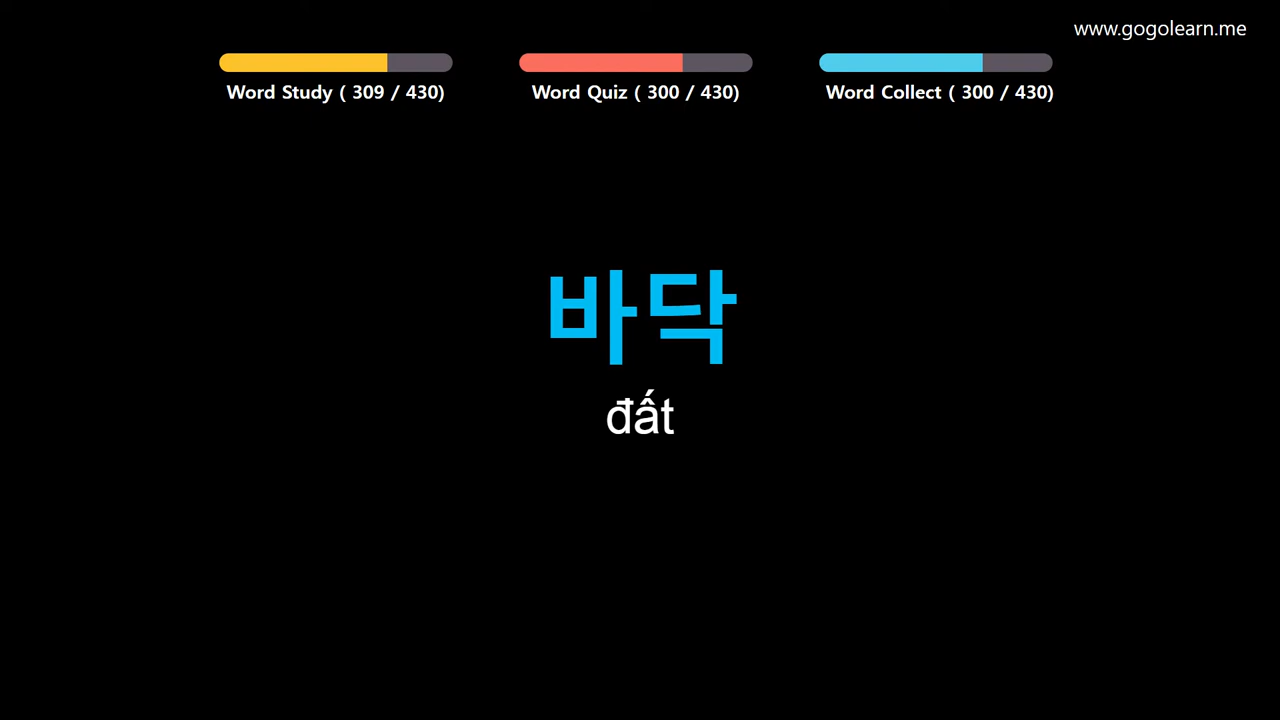 www.gogolearn.me
Word Study ( 309 / 430)
Word Quiz ( 300 / 430)
Word Collect ( 300 / 430)
바닥
đất